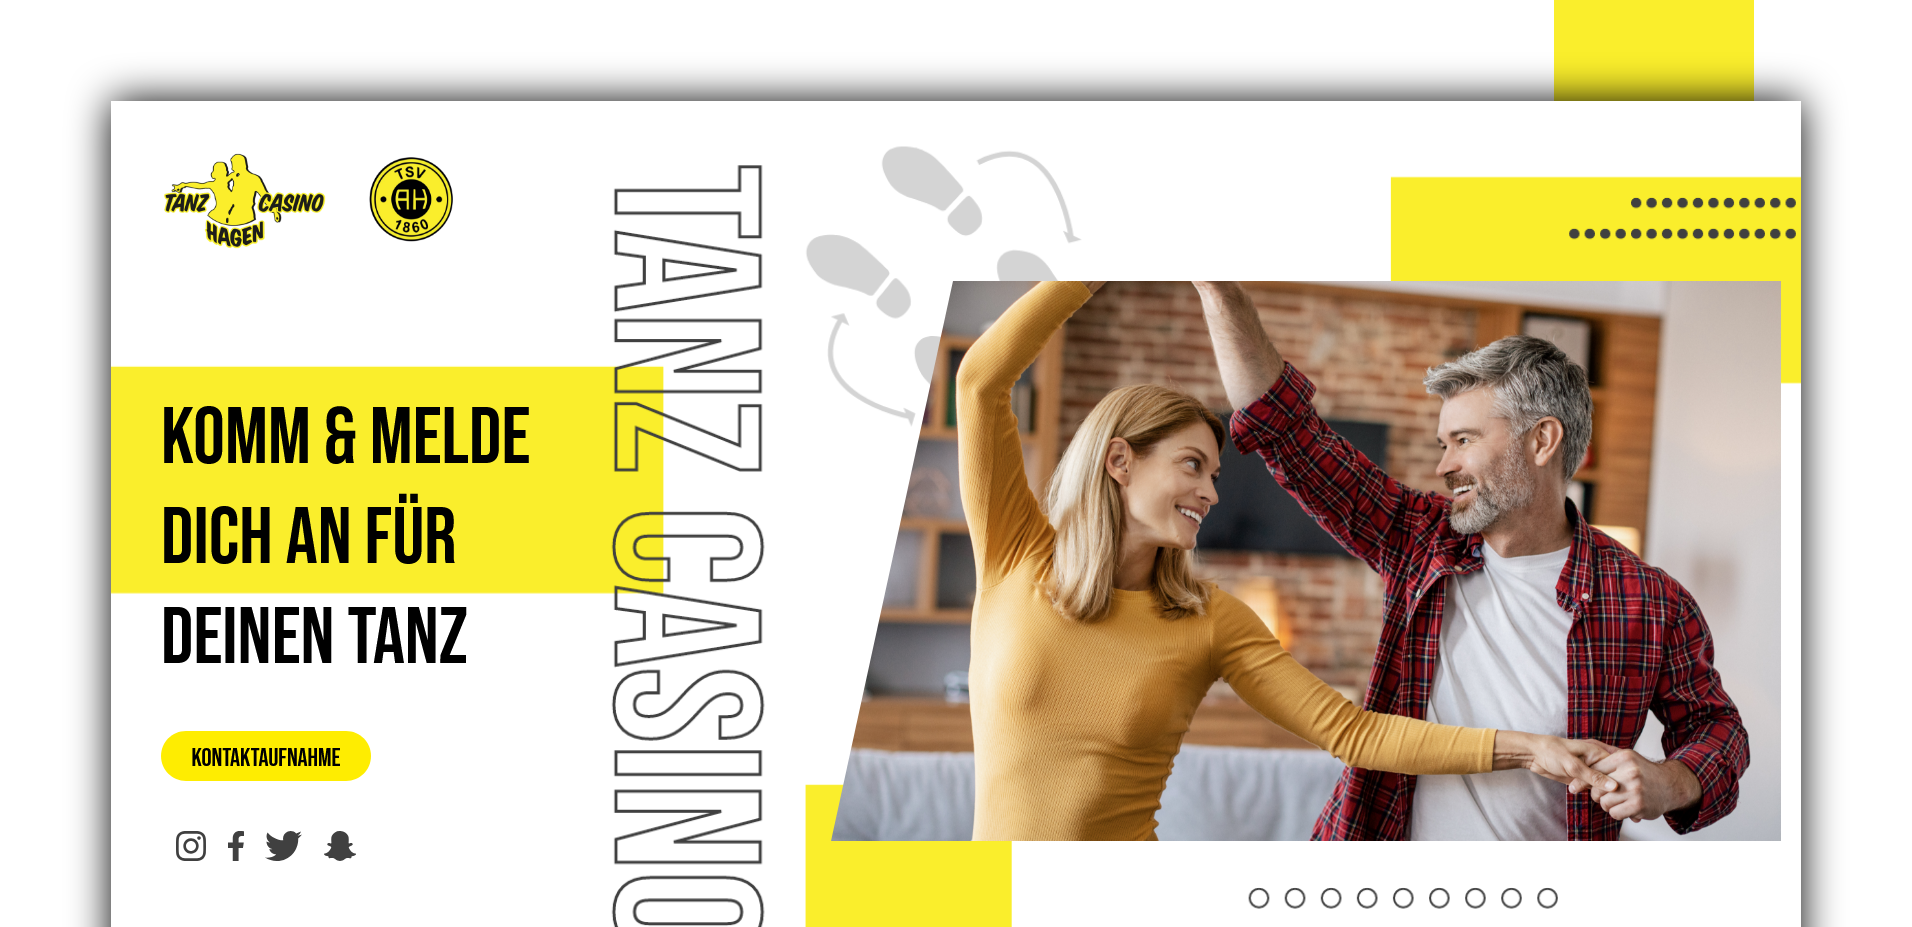 TANZ CASINO
HAGEN
TSV
AH
1860
KOMM & MELDE
DICH AN FÜR
DEINEN TANZ
KONTAKTAUFNAHME
TANZ CASINO